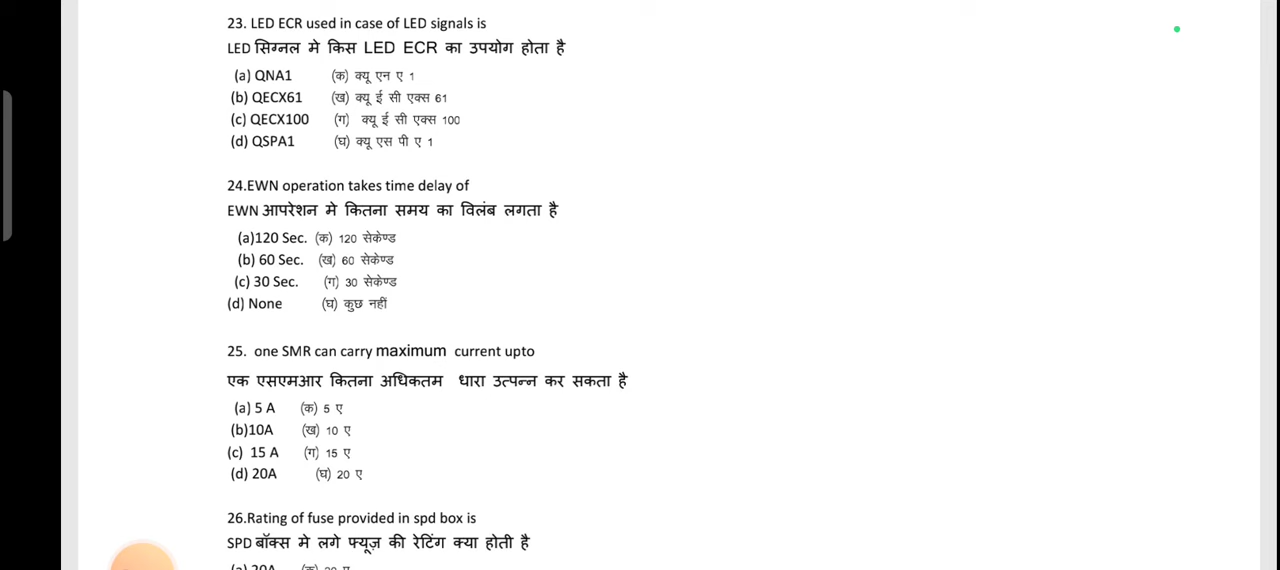 23. LED ECR used in case of LED signals is
LED सिग्नल मे किस LED ECR का उपयोग होता है
(a) QNA1 (क) क्यू एन ए 1
(b) QECX61 (ख) क्यू ई सी एक्स 61
(c) QECX100 (ग) क्यू ई सी एक्स 100
(d) QSPA1 (घ) क्यू एस पी ए 1
24.EWN operation takes time delay of
EWN आपरेशन मे कितना समय का विलंब लगता है
(a)120 Sec. (क) 120 सेकेण्ड
(b) 60 Sec. (ख) 60 सेकेण्ड
(c) 30 Sec. (ग) 30 सेकेण्ड
(d) None (घ) कुछ नहीं
25. one SMR can carry maximum current upto
एक एसएमआर कितना अधिकतम धारा उत्पन्न कर सकता है
(a) 5 A (क) 5 ए
(b)10A (ख) 10 ए
(c) 15 A (ग) 15 ए
(d) 20A (घ) 20 ए
26.Rating of fuse provided in spd box is
SPD बॉक्स मे लगे फ्यूज़ की रेटिंग क्या होती है
(a) 20A (क) 20 ए